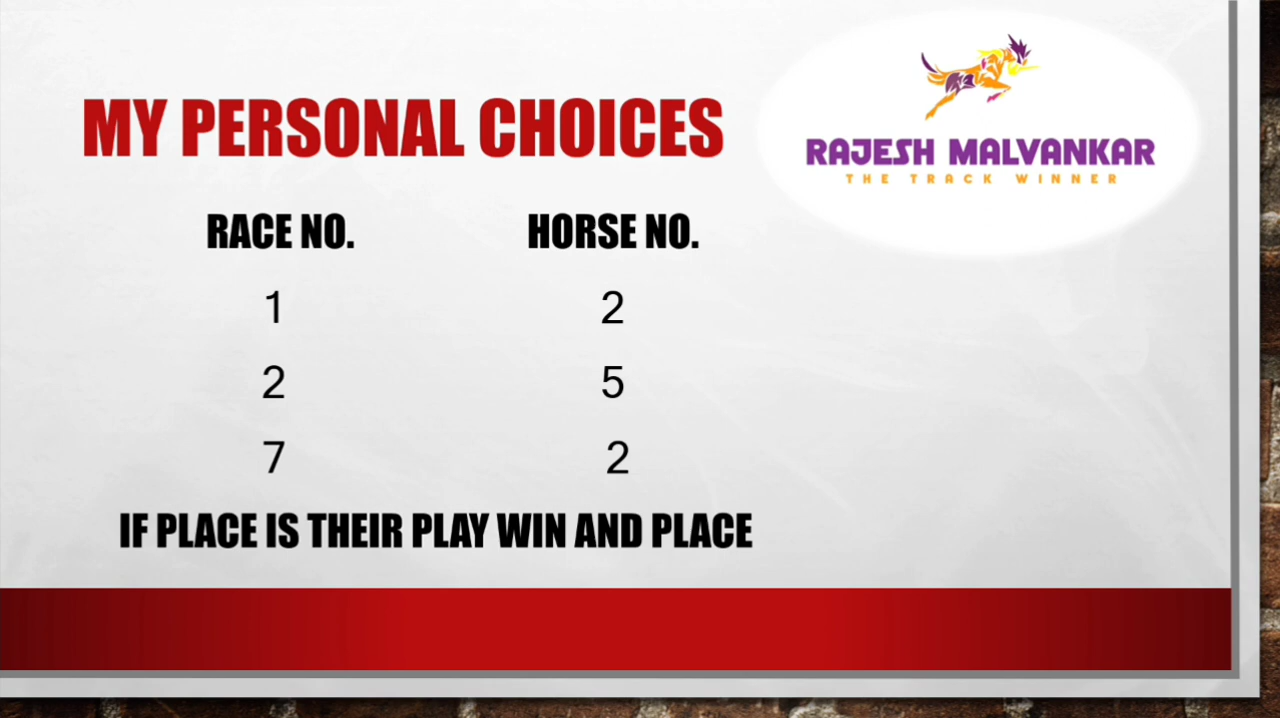 MY PERSONAL CHOICES
RAJESH MALVANKAR
THE TRACK WINNER
RACE NO. HORSE NO.
1 2
2 5
7 2
IF PLACE IS THEIR PLAY WIN AND PLACE